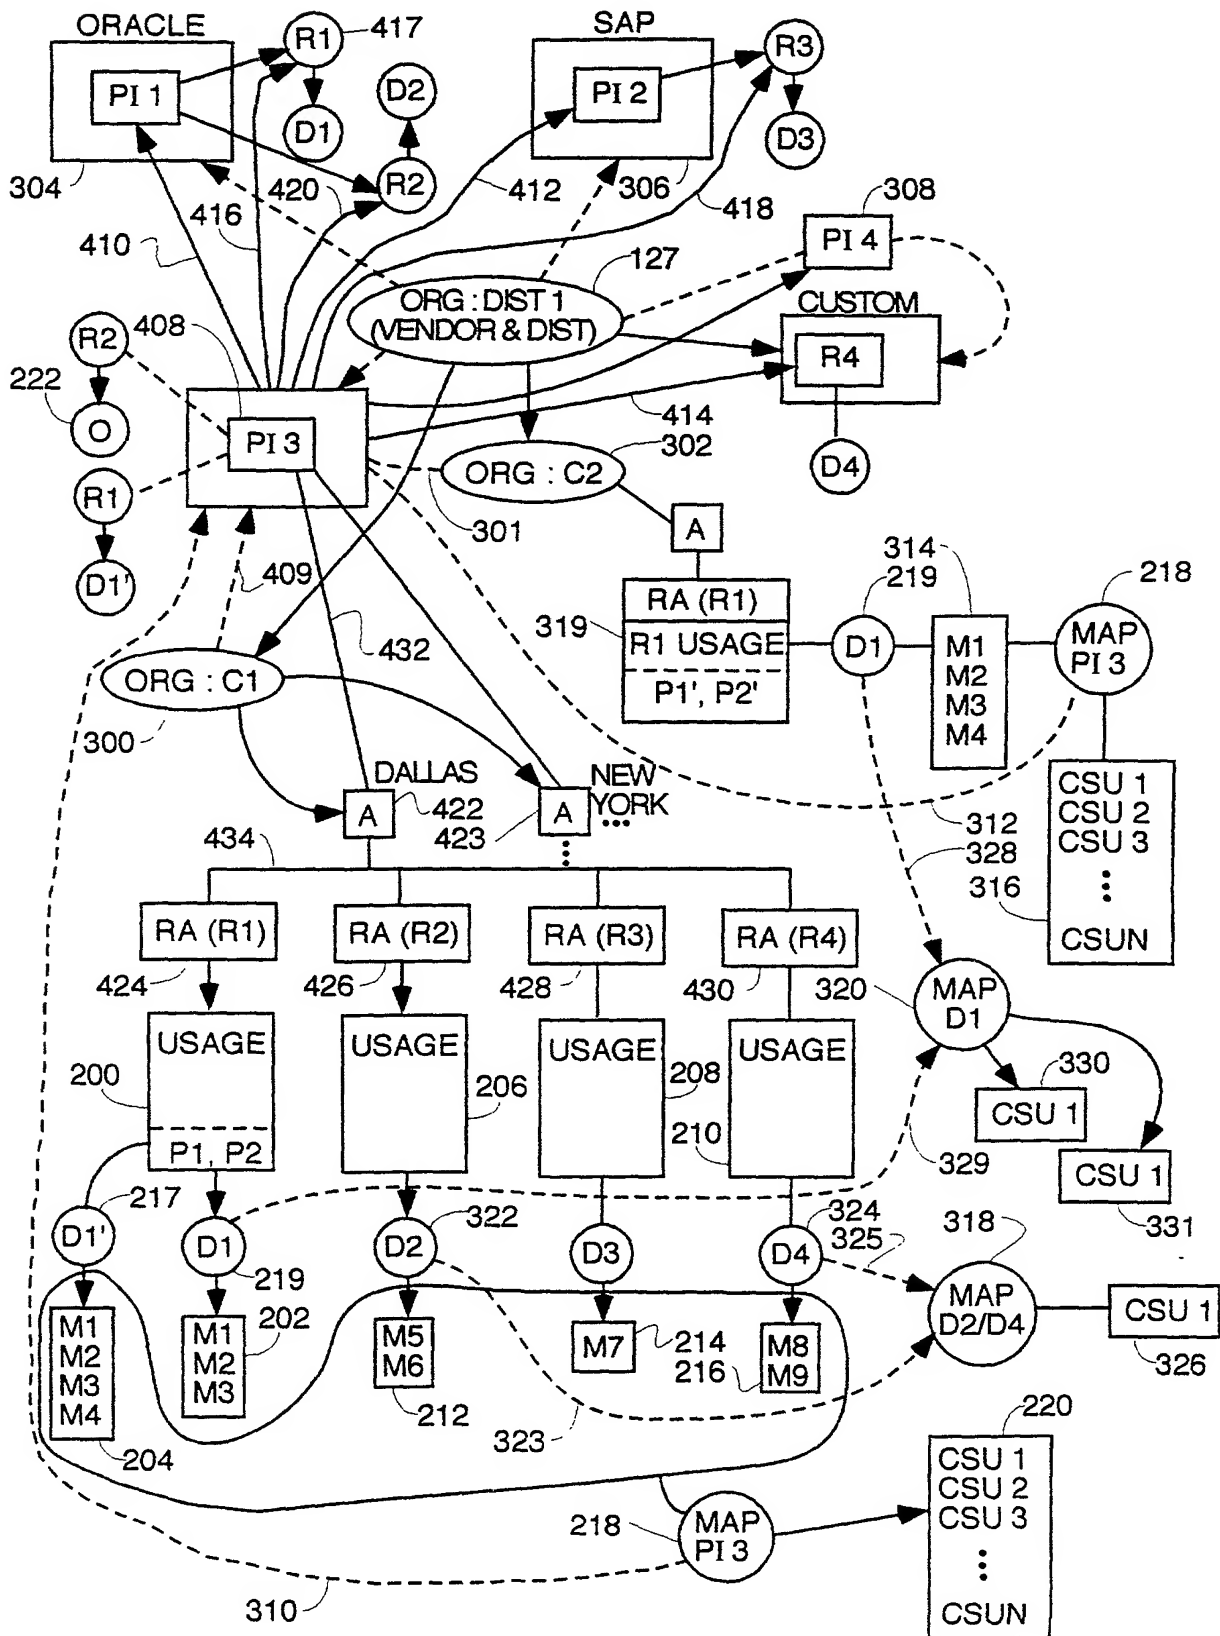 ORACLE
R1
417
SAP
R3
PI 1
D2
PI 2
D1
D3
304
R2
412
306
418
308
420
416
410
127
PI 4
ORG : DIST 1
(VENDOR & DIST)
CUSTOM
R2
408
R4
222
O
414
302
PI 3
D4
R1
ORG : C2
301
A
D1'
409
314
219
218
RA (R1)
319
R1 USAGE
P1', P2'
D1
M1
M2
M3
M4
MAP
PI 3
432
ORG : C1
300
DALLAS
NEW
YORK
...
A
422
A
423
CSU 1
CSU 2
CSU 3
...
CSUN
312
328
316
434
RA (R1)
RA (R2)
RA (R3)
RA (R4)
424
426
428
430
320
MAP
D1
USAGE
USAGE
USAGE
USAGE
330
200
206
208
CSU 1
210
P1, P2
329
CSU 1
217
331
322
324
318
325
D1'
D1
D2
D3
D4
219
MAP
D2/D4
CSU 1
326
M1
M2
M3
M4
M1
M2
M3
202
M5
M6
M7
214
216
M8
M9
212
323
204
220
CSU 1
CSU 2
CSU 3
...
CSUN
218
MAP
PI 3
310